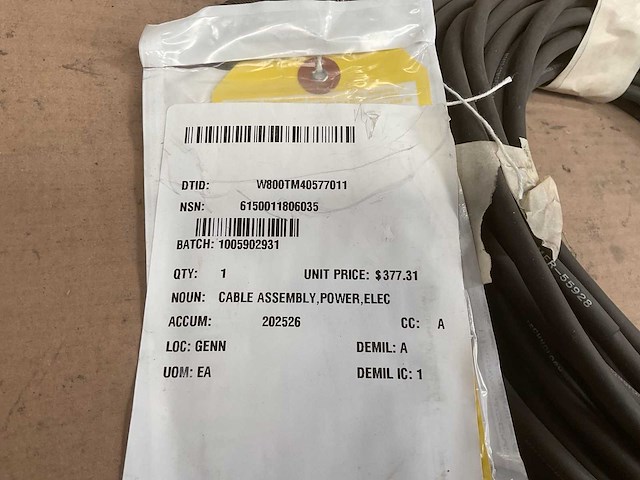 DTID: W800TM40577011
NSN: 6150011806035
BATCH: 1005902931
QTY: 1 UNIT PRICE: $377.31
NOUN: CABLE ASSEMBLY,POWER,ELEC
ACCUM: 202526 CC: A
LOC: GENN DEMIL: A
UOM: EA DEMIL IC: 1
55928